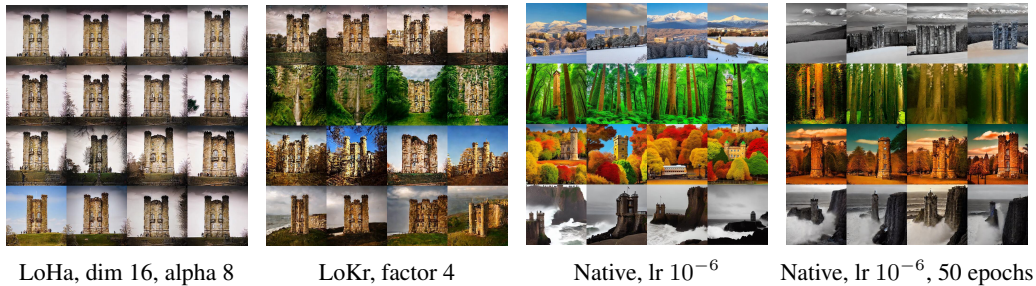 LoHa, dim 16, alpha 8
LoKr, factor 4
Native, lr 10⁻⁶
Native, lr 10⁻⁶, 50 epochs